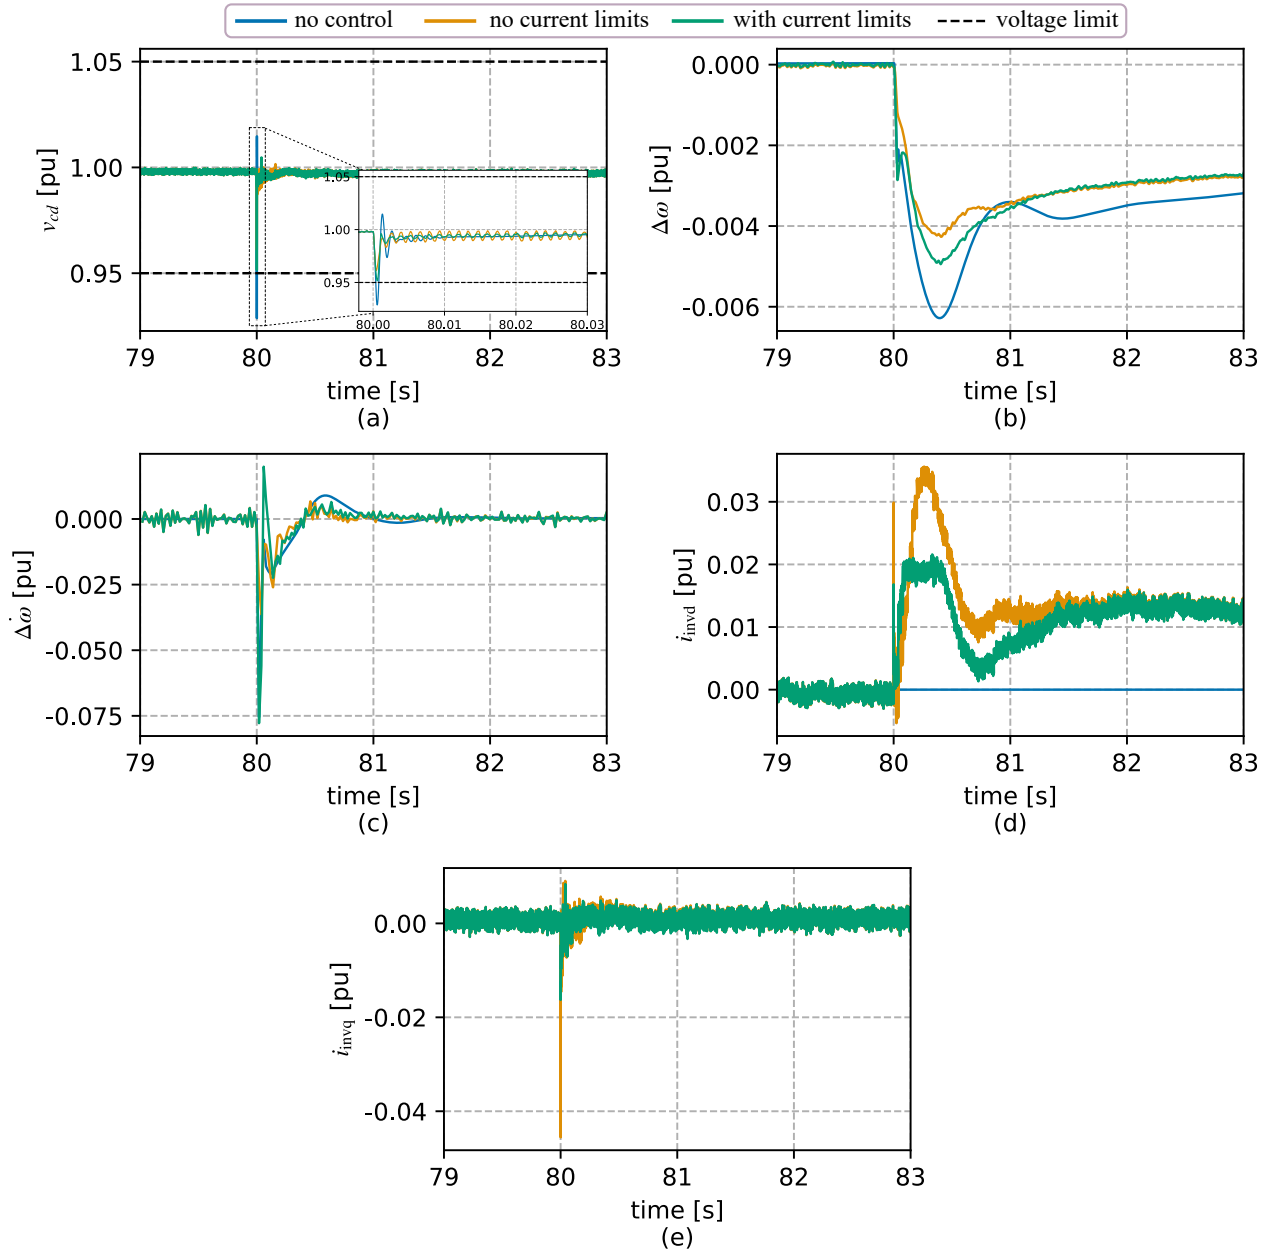 no control no current limits with current limits voltage limit
1.05
1.00
0.95
v_cd [pu]
1.05
1.00
0.95
80.00 80.01 80.02 80.03
79 80 81 82 83
time [s]
(a)
0.000
-0.002
-0.004
-0.006
Δω [pu]
79 80 81 82 83
time [s]
(b)
0.000
-0.025
-0.050
-0.075
Δω̇ [pu]
79 80 81 82 83
time [s]
(c)
0.03
0.02
0.01
0.00
i_invd [pu]
79 80 81 82 83
time [s]
(d)
0.00
-0.02
-0.04
i_invq [pu]
79 80 81 82 83
time [s]
(e)